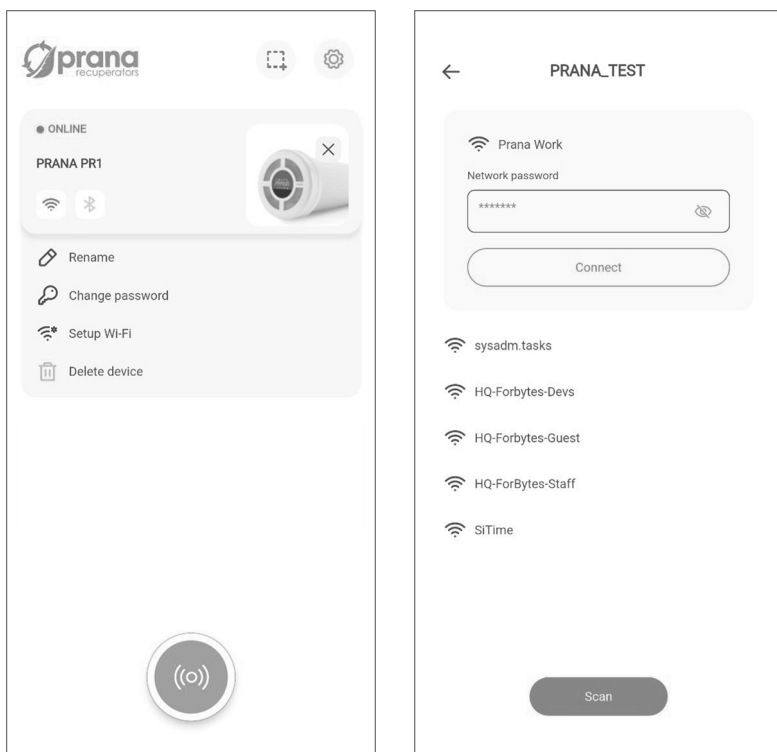 prana
recuperators
ONLINE
PRANA PR1
Rename
Change password
Setup Wi-Fi
Delete device
PRANA_TEST
Prana Work
Network password
*******
Connect
sysadm.tasks
HQ-Forbytes-Devs
HQ-Forbytes-Guest
HQ-ForBytes-Staff
SiTime
Scan